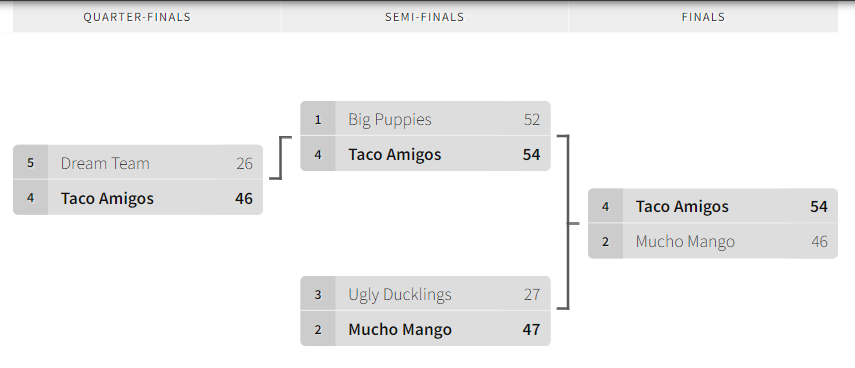 QUARTER-FINALS SEMI-FINALS FINALS
5 Dream Team 26
4 Taco Amigos 46
1 Big Puppies 52
4 Taco Amigos 54
3 Ugly Ducklings 27
2 Mucho Mango 47
4 Taco Amigos 54
2 Mucho Mango 46